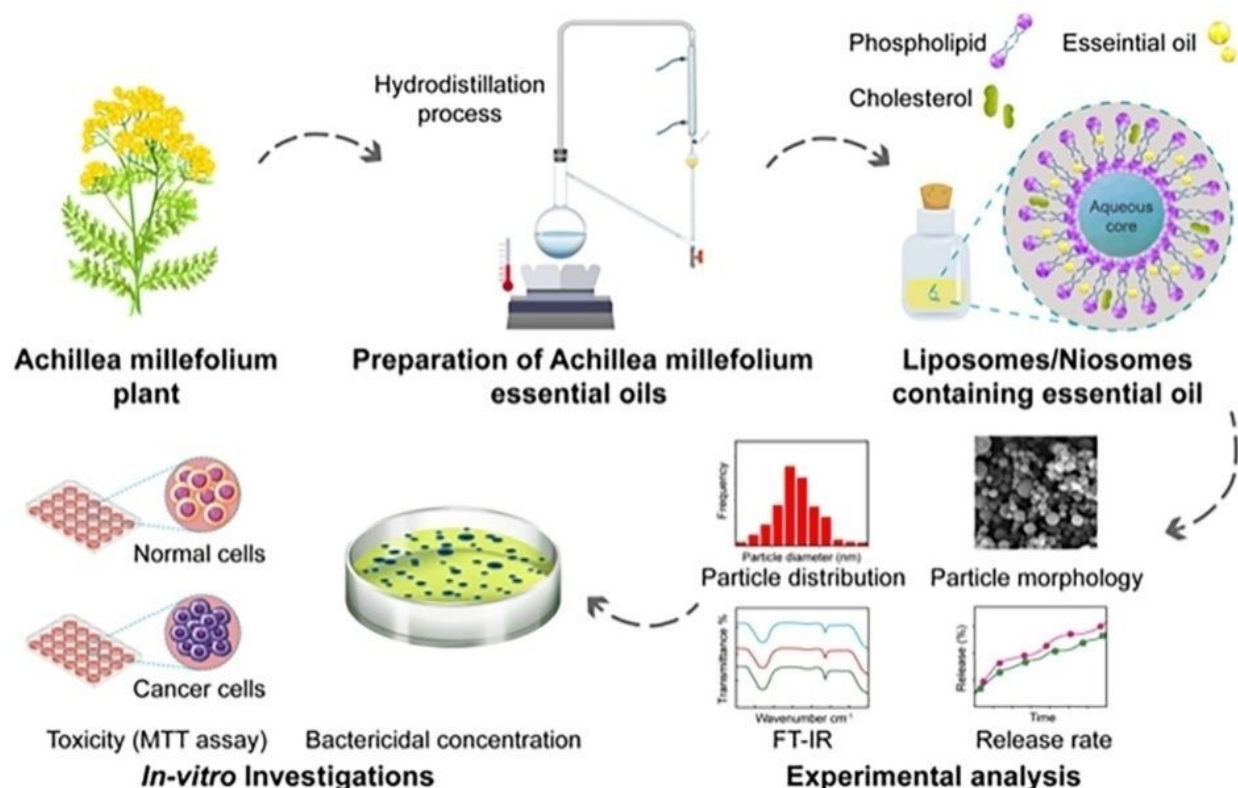 Hydrodistillation
process
Phospholipid
Esseintial oil
Cholesterol
Aqueous
core
Achillea millefolium
plant
Preparation of Achillea millefolium
essential oils
Liposomes/Niosomes
containing essential oil
Normal cells
Cancer cells
Toxicity (MTT assay)
Bactericidal concentration
In-vitro Investigations
Frequency
Particle diameter (nm)
Particle distribution
Particle morphology
Transmittance %
Wavenumber cm⁻¹
FT-IR
Release (%)
Time
Release rate
Experimental analysis